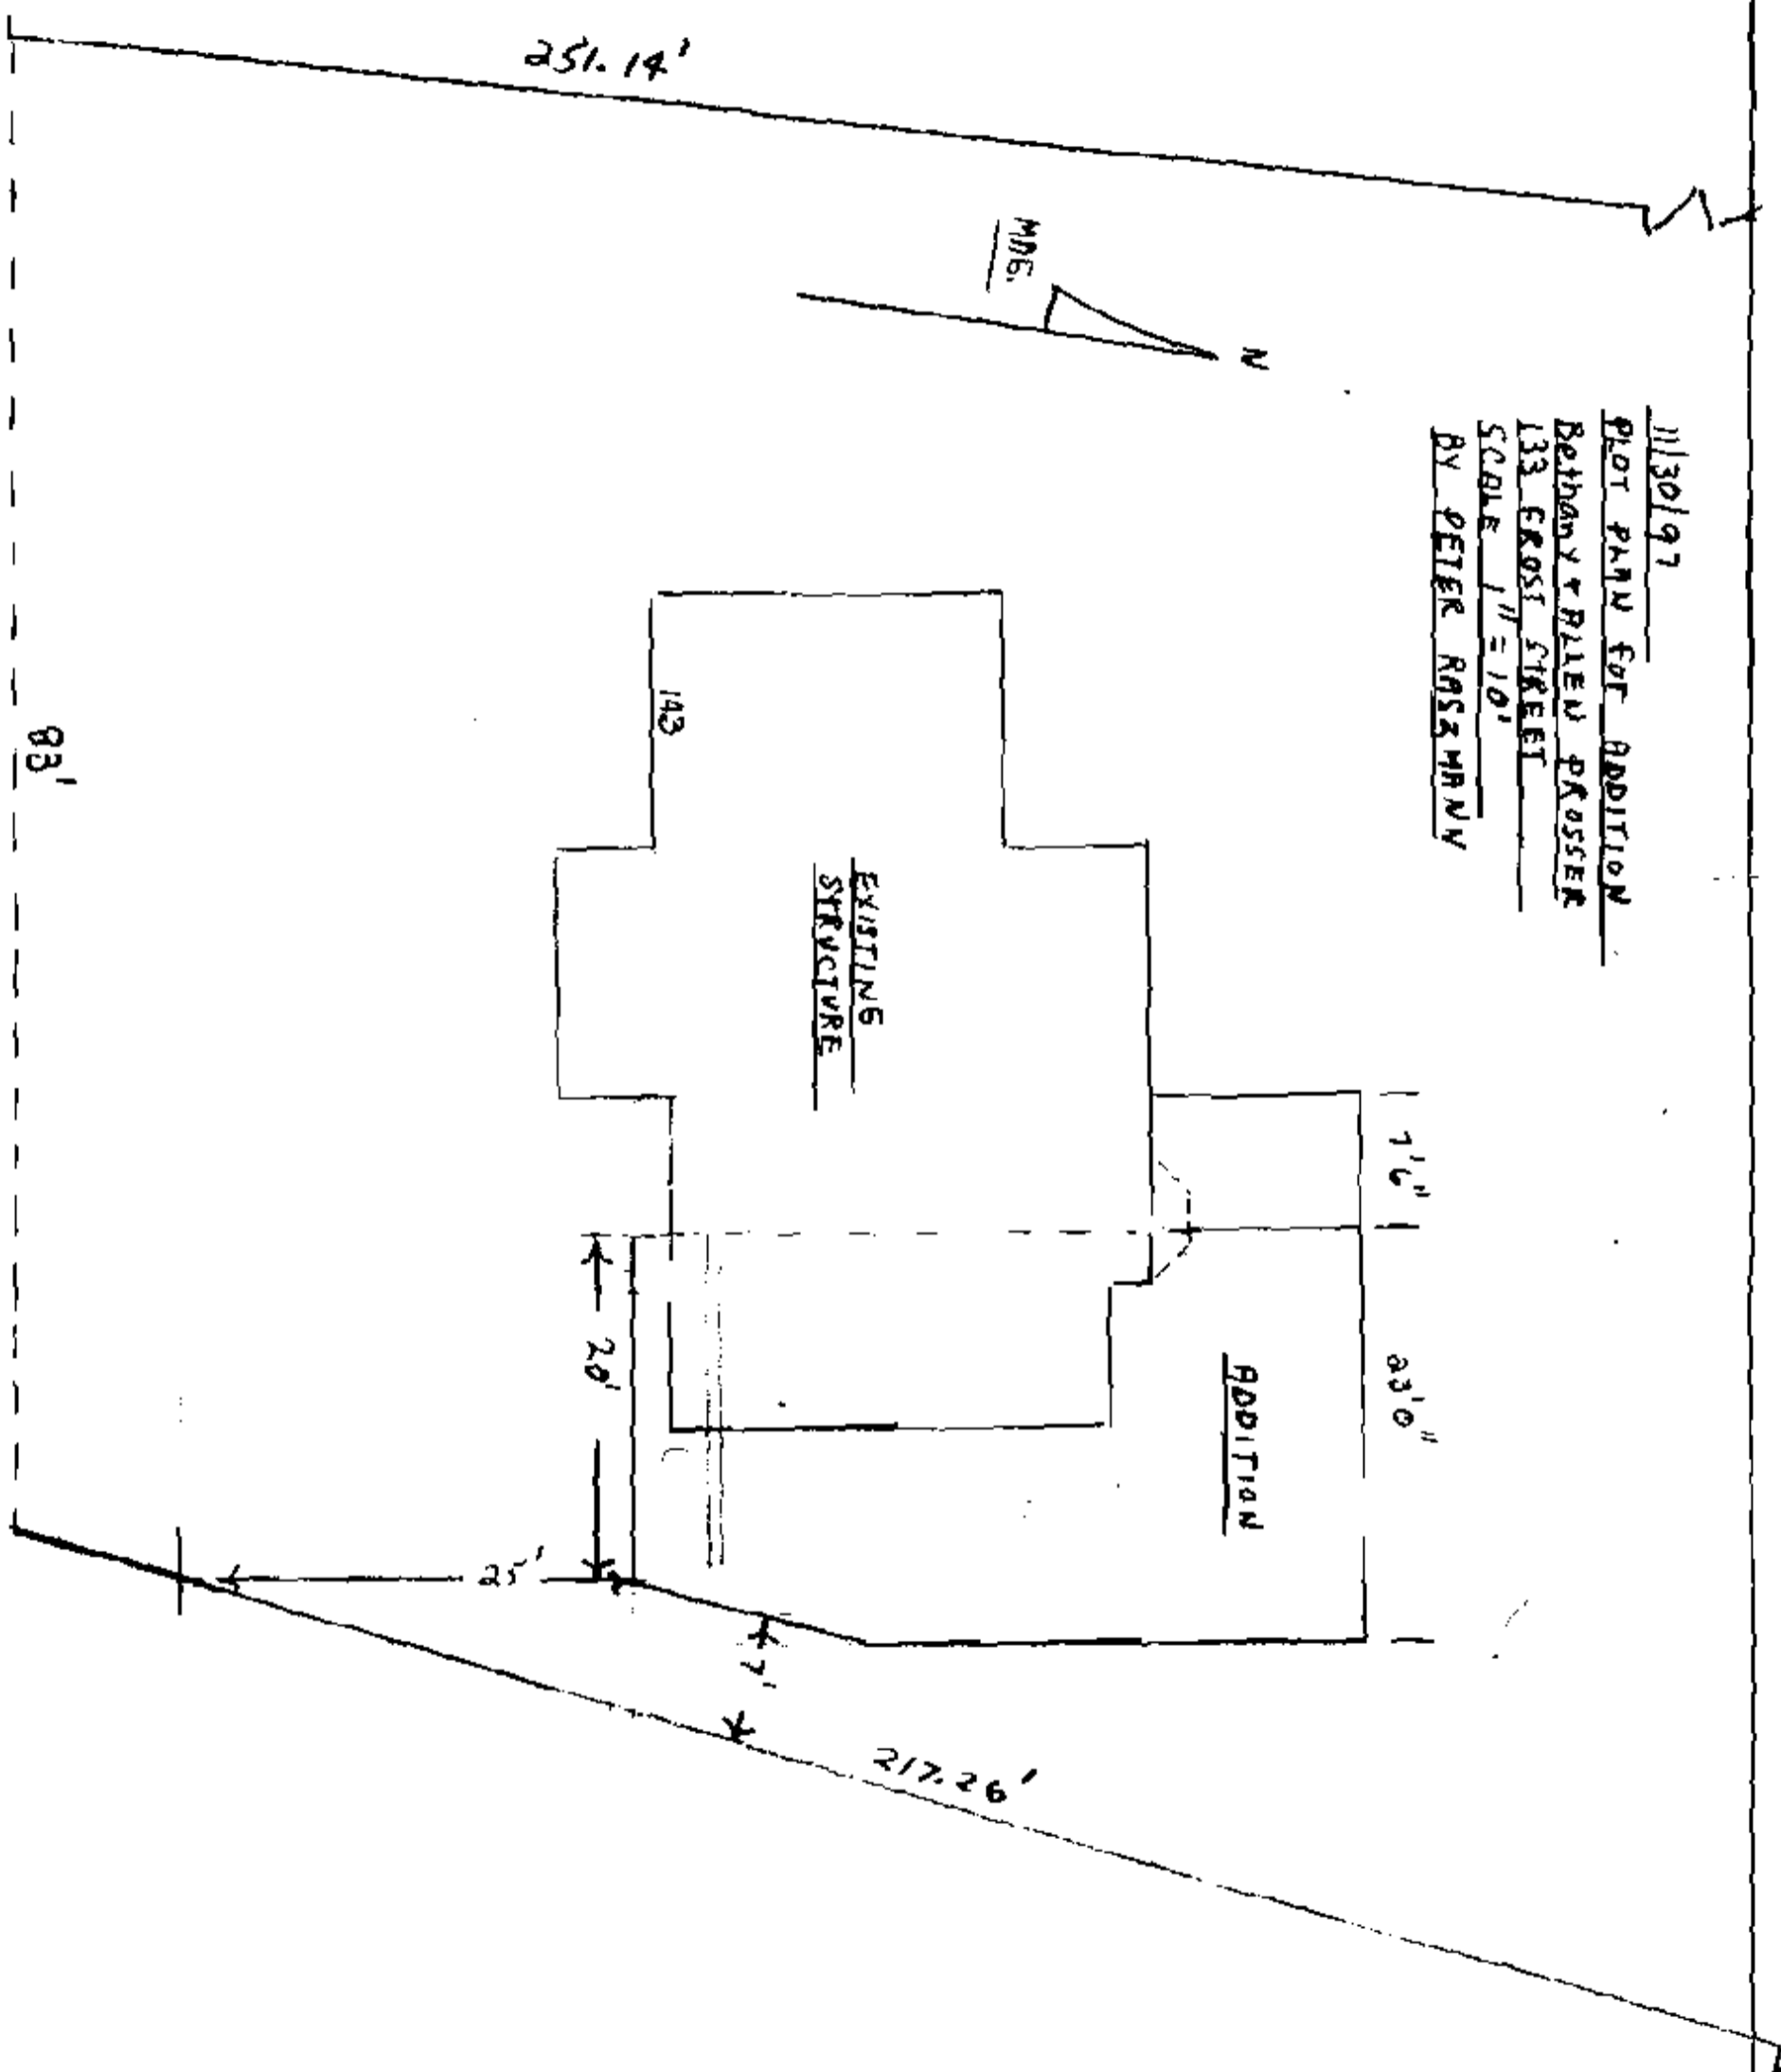 11/30/97
PLOT PLAN FOR ADDITION
Bethany & ALLEN PROSSER
133 FROST STREET
SCALE 1" = 10'
BY PETER RASSMANN
251.14'
MAG.
N
143
83'
EXISTING
STRUCTURE
7'6"
23'0"
20'
ADDITION
25'
7'
217.26'